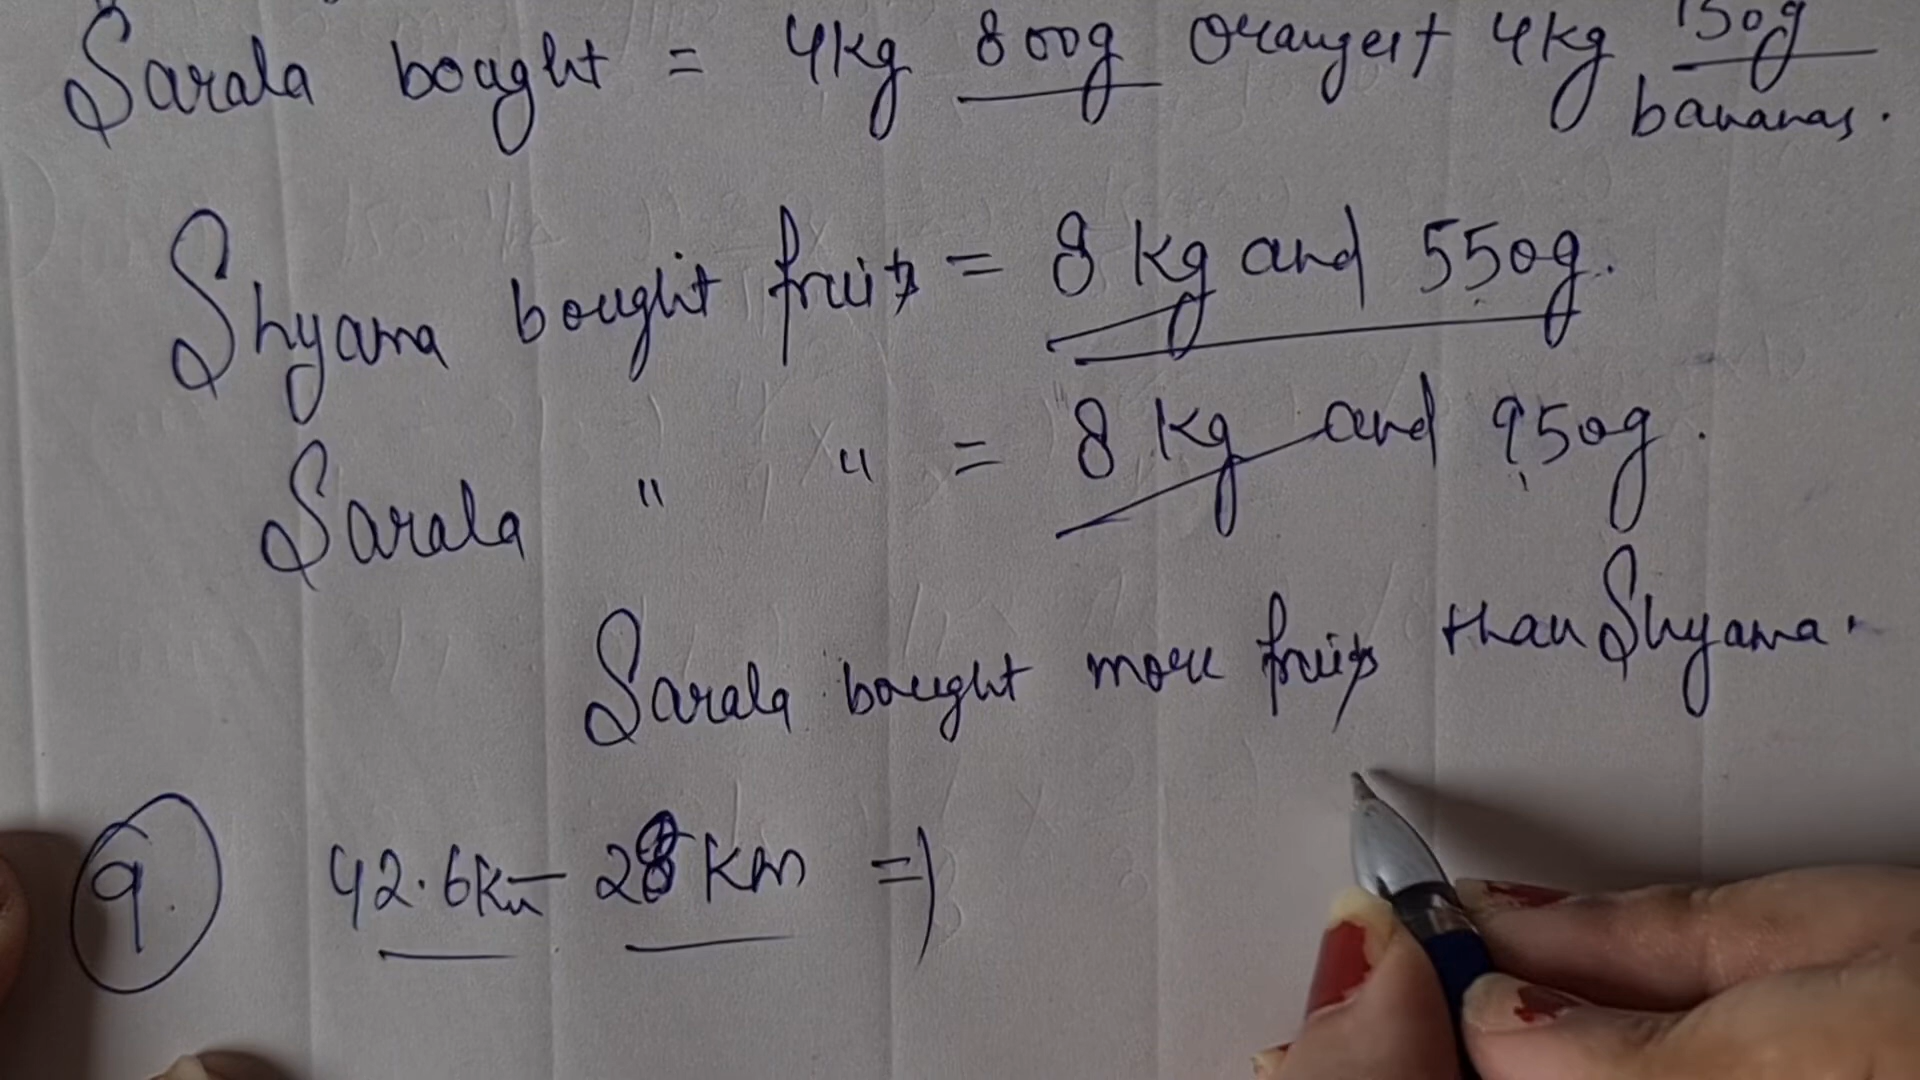 Sarala bought = 4kg 800g oranges + 4kg 150g
bananas.
Shyama bought fruits = 8 kg and 550g.
Sarala " " = 8 kg and 950g.
Sarala bought more fruits than Shyama.
9. 42.6km - 28 km =)